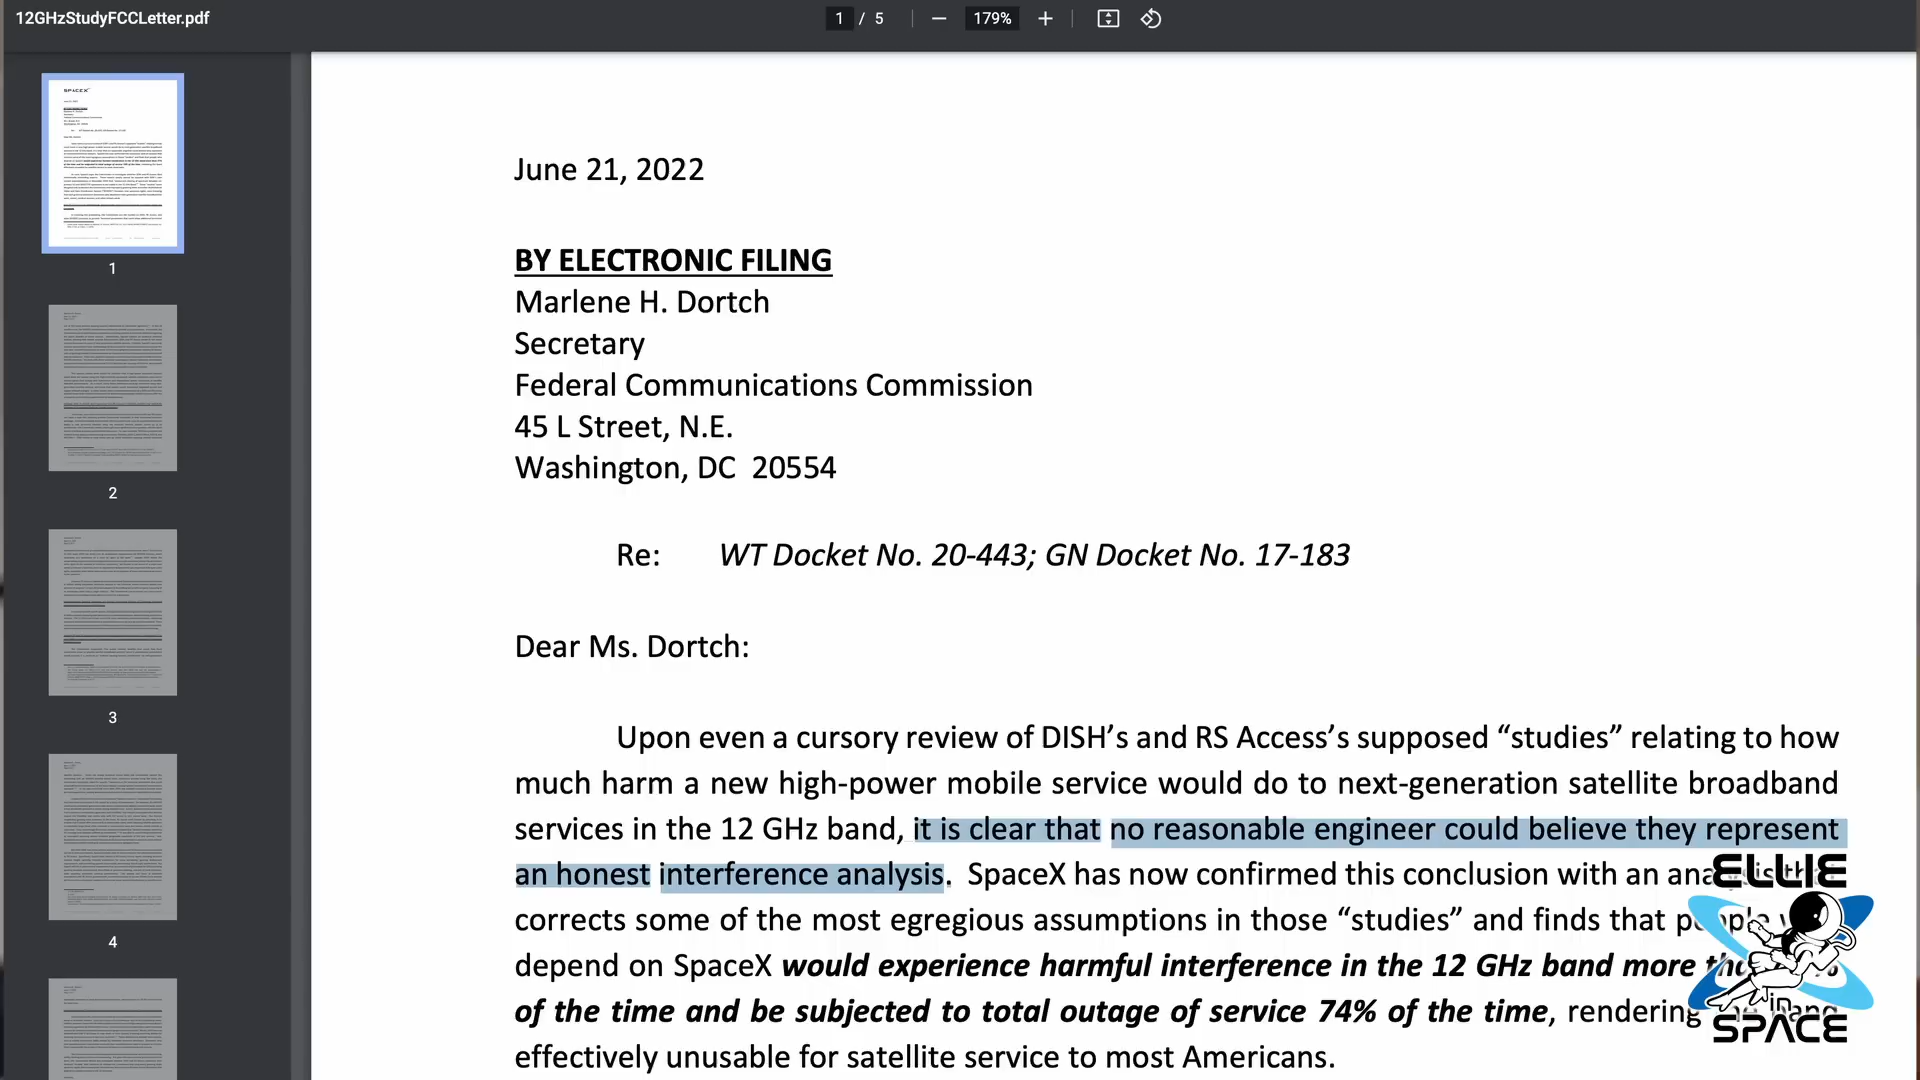 12GHzStudyFCCLetter.pdf
1 / 5
179%
SPACEX
1
2
3
4
June 21, 2022
BY ELECTRONIC FILING
Marlene H. Dortch
Secretary
Federal Communications Commission
45 L Street, N.E.
Washington, DC 20554
Re: WT Docket No. 20-443; GN Docket No. 17-183
Dear Ms. Dortch:
Upon even a cursory review of DISH’s and RS Access’s supposed “studies” relating to how
much harm a new high-power mobile service would do to next-generation satellite broadband
services in the 12 GHz band, it is clear that no reasonable engineer could believe they represent
an honest interference analysis. SpaceX has now confirmed this conclusion with an
corrects some of the most egregious assumptions in those “studies” and finds that
depend on SpaceX would experience harmful interference in the 12 GHz band more
of the time and be subjected to total outage of service 74% of the time, rendering
effectively unusable for satellite service to most Americans.
ELLIE
in
SPACE